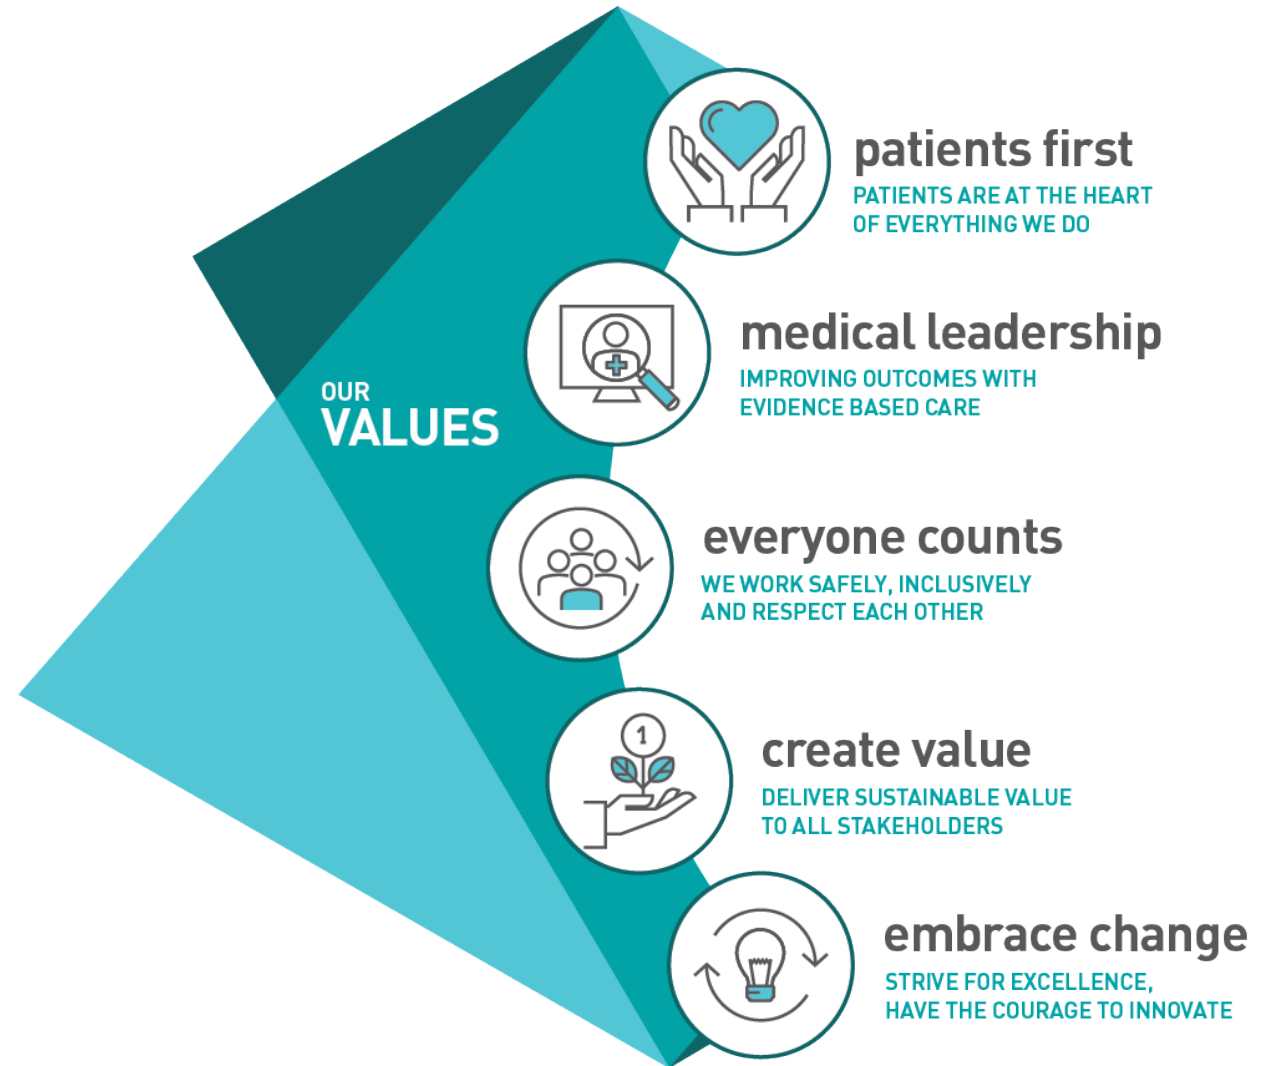 OUR
VALUES
patients first
PATIENTS ARE AT THE HEART
OF EVERYTHING WE DO
medical leadership
IMPROVING OUTCOMES WITH
EVIDENCE BASED CARE
everyone counts
WE WORK SAFELY, INCLUSIVELY
AND RESPECT EACH OTHER
1
create value
DELIVER SUSTAINABLE VALUE
TO ALL STAKEHOLDERS
embrace change
STRIVE FOR EXCELLENCE,
HAVE THE COURAGE TO INNOVATE